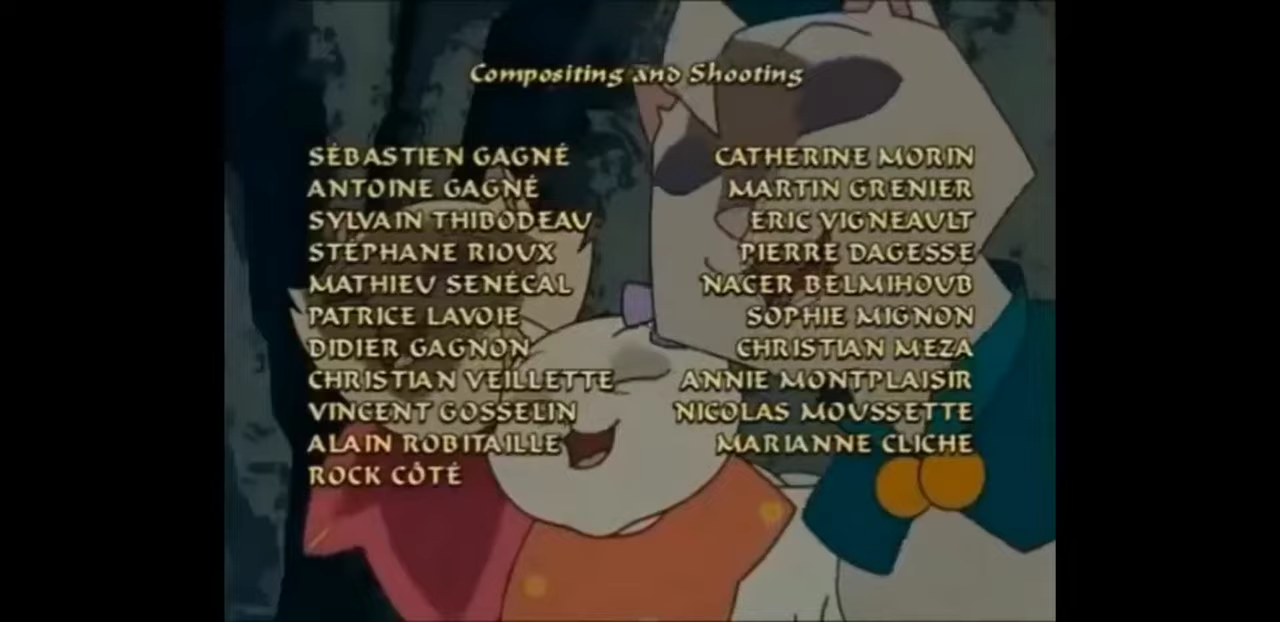 Compositing and Shooting
SÉBASTIEN GAGNÉ
ANTOINE GAGNÉ
SYLVAIN THIBODEAU
STÉPHANE RIOUX
MATHIEU SENÉCAL
PATRICE LAVOIE
DIDIER GAGNON
CHRISTIAN VEILLETTE
VINCENT GOSSELIN
ALAIN ROBITAILLE
ROCK CÔTÉ
CATHERINE MORIN
MARTIN GRENIER
ERIC VIGNEAULT
PIERRE DAGESSE
NACER BELMIHOUB
SOPHIE MIGNON
CHRISTIAN MEZA
ANNIE MONTPLAISIR
NICOLAS MOUSSETTE
MARIANNE CLICHE